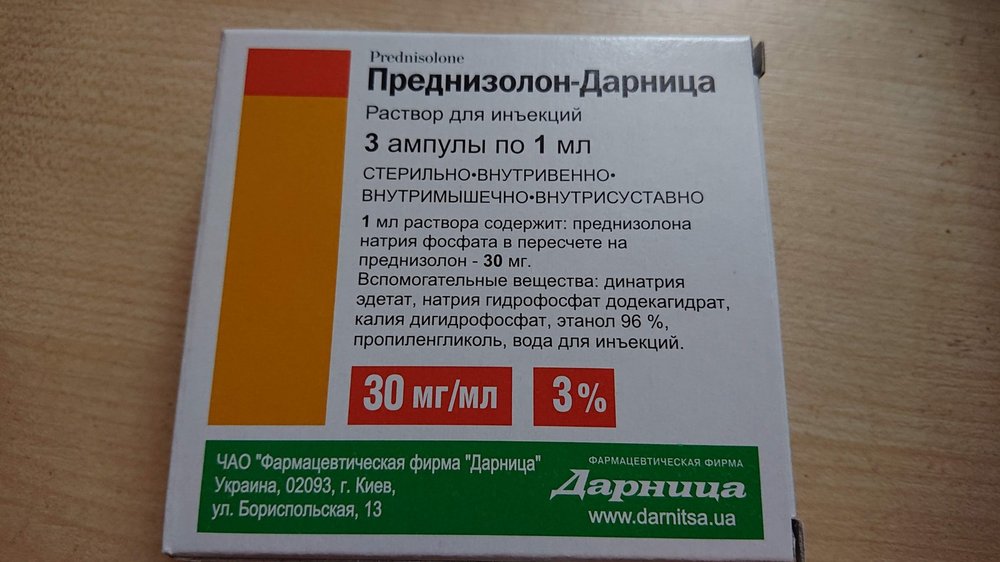 Prednisolone
Преднизолон-Дарница
Раствор для инъекций
3 ампулы по 1 мл
СТЕРИЛЬНО•ВНУТРИВЕННО•
ВНУТРИМЫШЕЧНО•ВНУТРИСУСТАВНО
1 мл раствора содержит: преднизолона
натрия фосфата в пересчете на
преднизолон - 30 мг.
Вспомогательные вещества: динатрия
эдетат, натрия гидрофосфат додекагидрат,
калия дигидрофосфат, этанол 96 %,
пропиленгликоль, вода для инъекций.
30 мг/мл
3 %
ЧАО "Фармацевтическая фирма "Дарница"
Украина, 02093, г. Киев,
ул. Бориспольская, 13
ФАРМАЦЕВТИЧЕСКАЯ ФИРМА
Дарница
www.darnitsa.ua